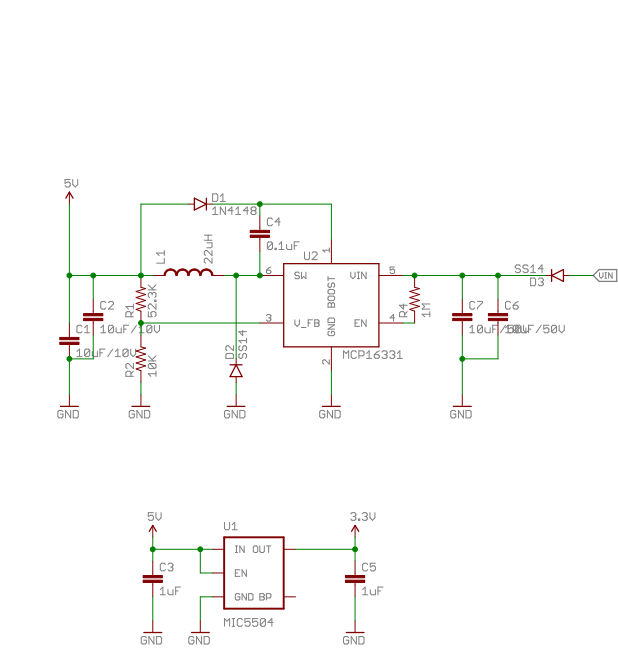 5V
D1
1N4148
C4
0.1uF
L1
22uH
U2
1
6
SW
VIN
5
BOOST
SS14
D3
VIN
R1
52.3K
C2
10uF/10V
C1
10uF/10V
3
V_FB
GND
EN
4
R4
1M
C7
10uF/50V
C6
10uF/50V
R2
10K
D2
SS14
2
MCP16331
GND
GND
GND
GND
GND
5V
U1
3.3V
IN OUT
EN
GND BP
C3
1uF
C5
1uF
MIC5504
GND
GND
GND